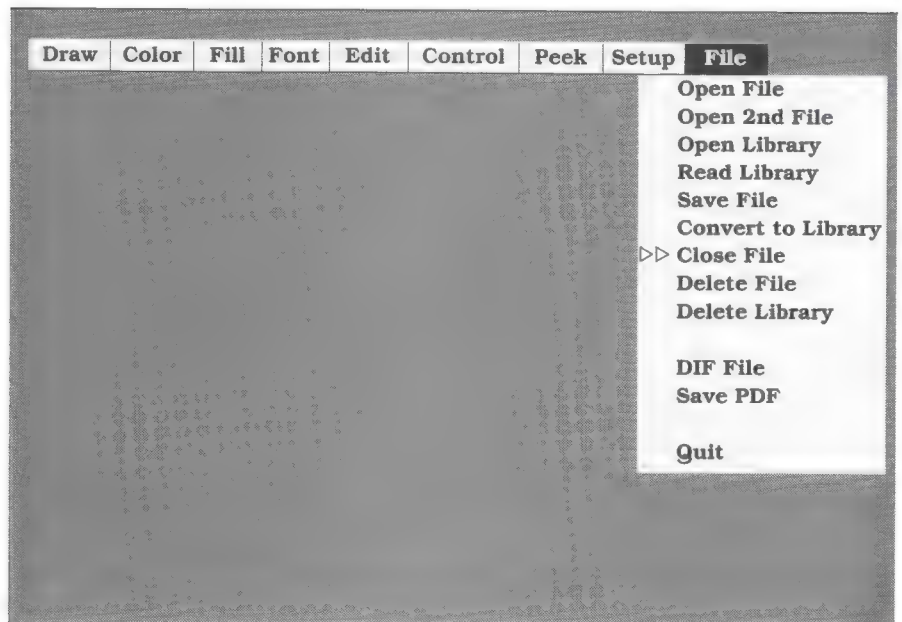 Draw Color Fill Font Edit Control Peek Setup File
Open File
Open 2nd File
Open Library
Read Library
Save File
Convert to Library
▷▷ Close File
Delete File
Delete Library
DIF File
Save PDF
Quit